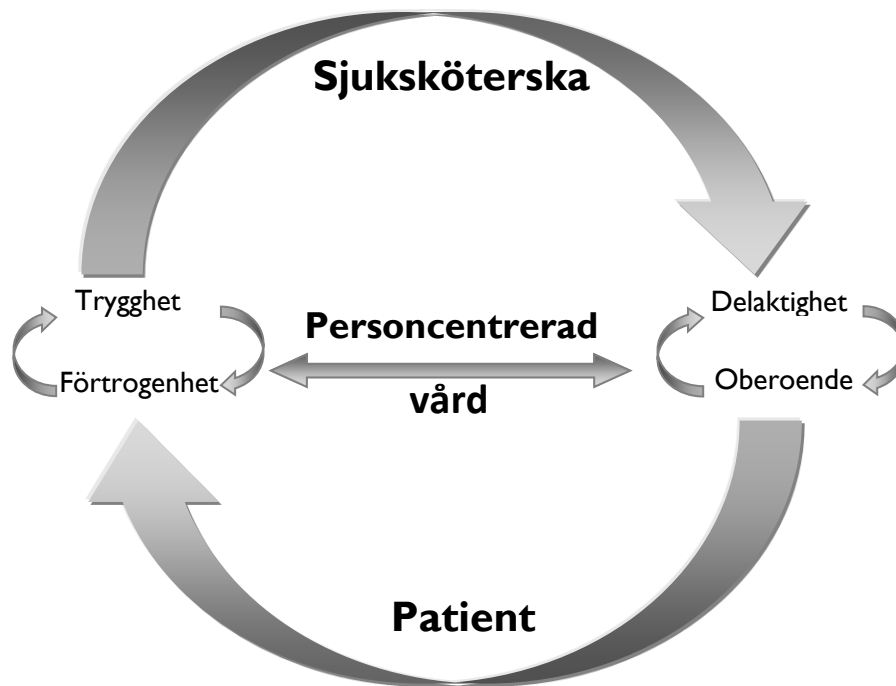 Sjuksköterska
Trygghet
Förtrogenhet
Personcentrerad
vård
Delaktighet
Oberoende
Patient